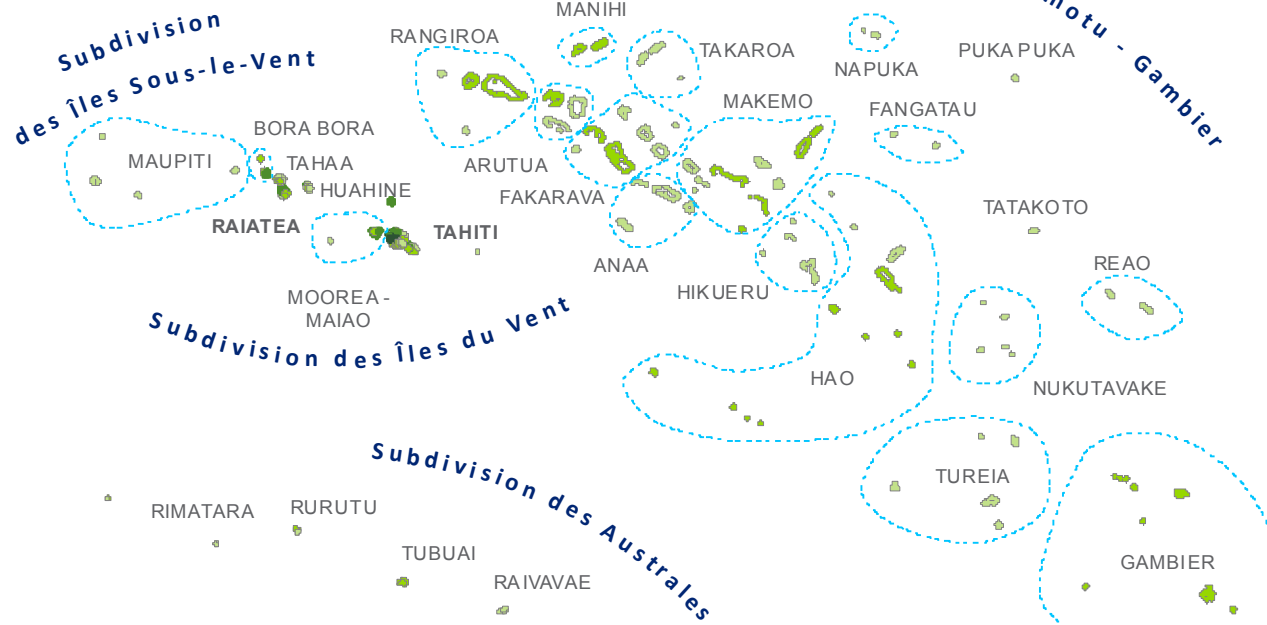 MANIHI
Subdivision
des Îles Sous-le-Vent
RANGIROA
TAKAROA
NAPUKA
PUKA PUKA
motu - Gambier
MAKEMO
FANGATAU
BORA BORA
MAUPITI
TAHAA
HUAHINE
ARUTUA
FAKARAVA
RAIATEA
TAHITI
TATAKOTO
ANAA
REAO
HIKUERU
MOOREA -
MAIAO
Subdivision des Îles du Vent
HAO
NUKUTAVAKE
Subdivision des Australes
TUREIA
RIMATARA
RURUTU
TUBUAI
RAIVAVAE
GAMBIER